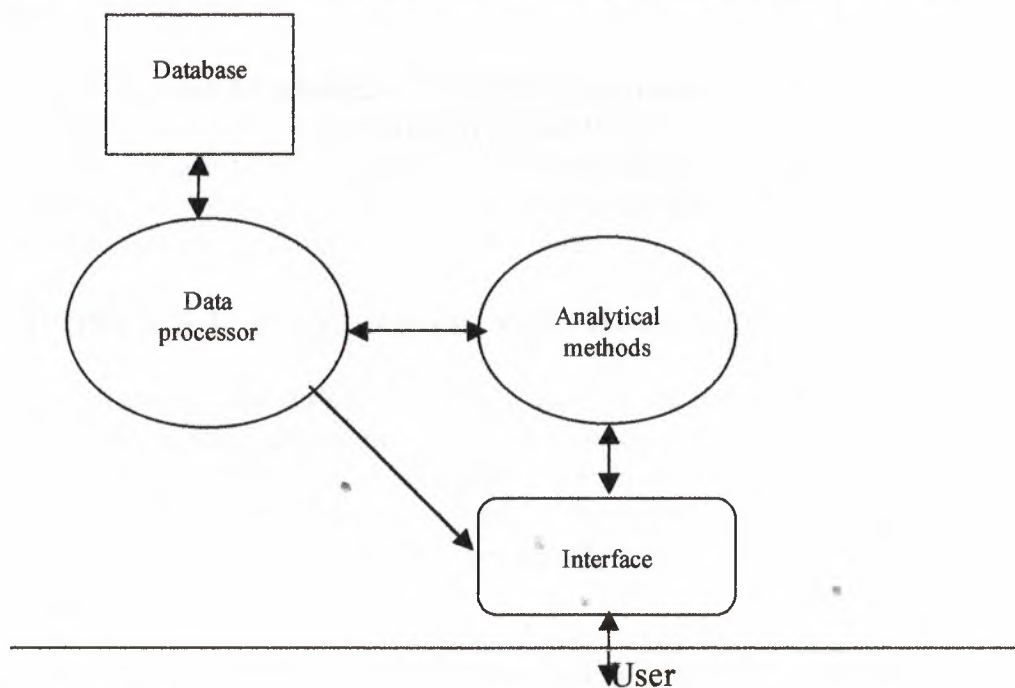 Database
Data
processor
Analytical
methods
Interface
User